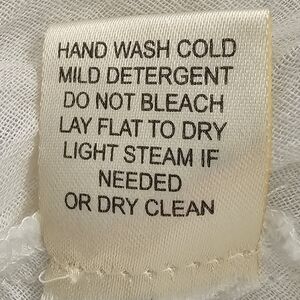 HAND WASH COLD
MILD DETERGENT
DO NOT BLEACH
LAY FLAT TO DRY
LIGHT STEAM IF
NEEDED
OR DRY CLEAN